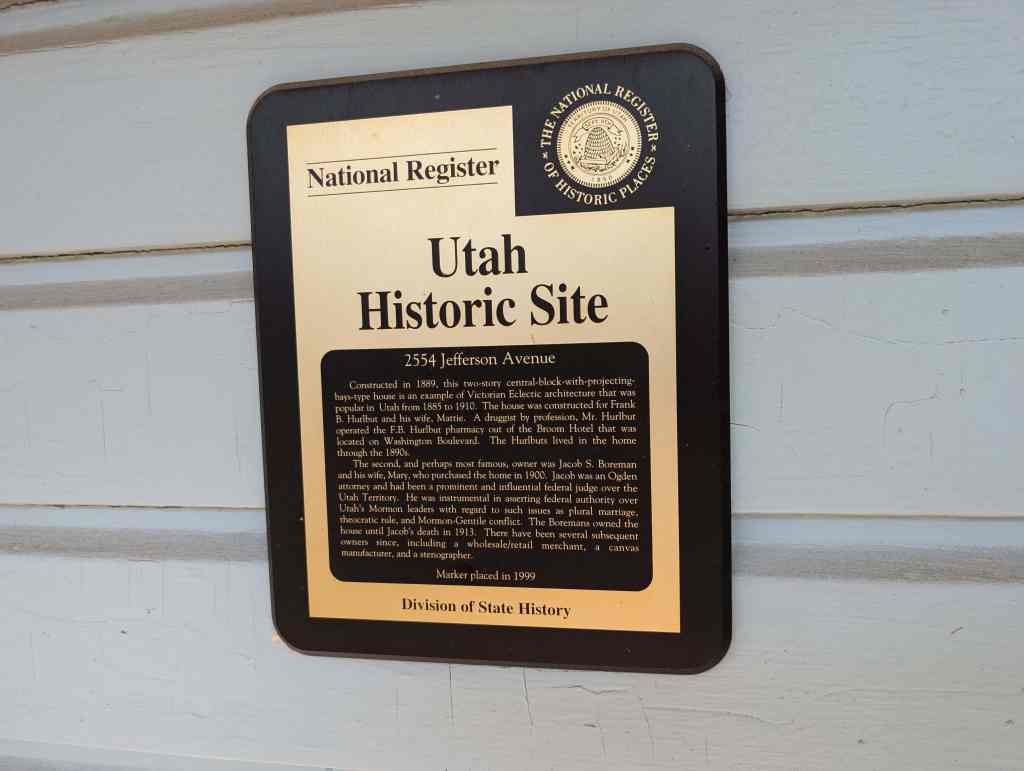 National Register
THE NATIONAL REGISTER
OF HISTORIC PLACES
TERRITORY OF UTAH
1850
Utah
Historic Site
2554 Jefferson Avenue
Constructed in 1889, this two-story central-block-with-projecting-
bays-type house is an example of Victorian Eclectic architecture that was
popular in Utah from 1885 to 1910. The house was constructed for Frank
B. Hurlbut and his wife, Mattie. A druggist by profession, Mr. Hurlbut
operated the F.B. Hurlbut pharmacy out of the Broom Hotel that was
located on Washington Boulevard. The Hurlbuts lived in the home
through the 1890s.
The second, and perhaps most famous, owner was Jacob S. Boreman
and his wife, Mary, who purchased the home in 1900. Jacob was an Ogden
attorney and had been a prominent and influential federal judge over the
Utah Territory. He was instrumental in asserting federal authority over
Utah's Mormon leaders with regard to such issues as plural marriage,
theocratic rule, and Mormon-Gentile conflict. The Boremans owned the
house until Jacob's death in 1913. There have been several subsequent
owners since, including a wholesale/retail merchant, a canvas
manufacturer, and a stenographer.
Marker placed in 1999
Division of State History